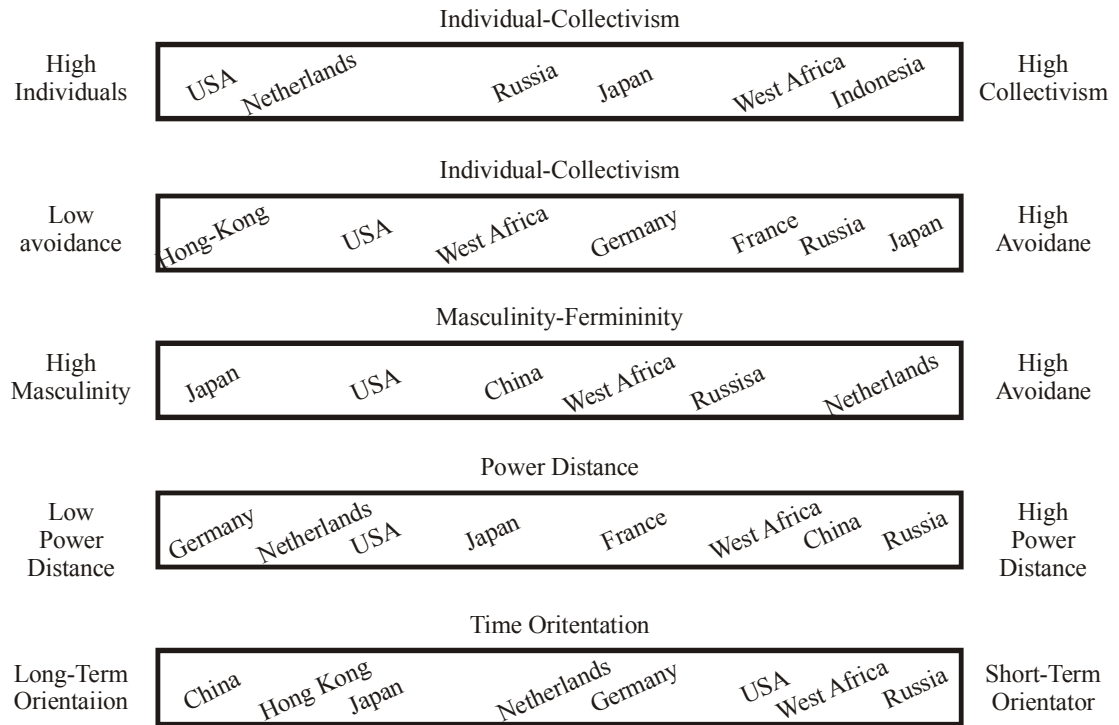 Individual-Collectivism
High
Individuals
USA
Netherlands
Russia
Japan
West Africa
Indonesia
High
Collectivism
Individual-Collectivism
Low
avoidance
Hong-Kong
USA
West Africa
Germany
France
Russia
Japan
High
Avoidane
Masculinity-Fermininity
High
Masculinity
Japan
USA
China
West Africa
Russisa
Netherlands
High
Avoidane
Power Distance
Low
Power
Distance
Germany
Netherlands
USA
Japan
France
West Africa
China
Russia
High
Power
Distance
Time Oritentation
Long-Term
Orientaiion
China
Hong Kong
Japan
Netherlands
Germany
USA
West Africa
Russia
Short-Term
Orientator